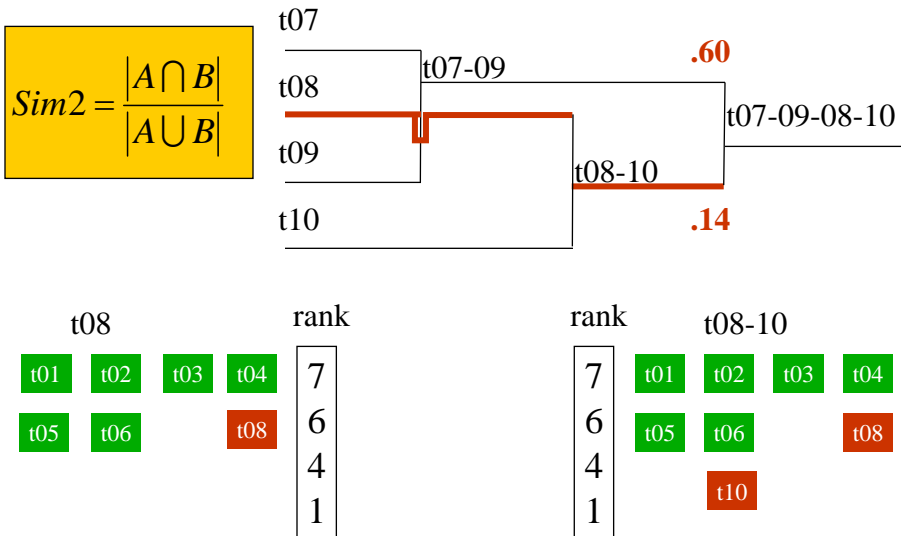 Sim2 = |A ∩ B| / |A ∪ B|
t07
t08
t09
t10
t07-09
.60
t07-09-08-10
t08-10
.14
t08
rank
t01 t02 t03 t04 7
t05 t06 t08 6
4
1
rank
t08-10
7 t01 t02 t03 t04
6 t05 t06 t08
4 t10
1